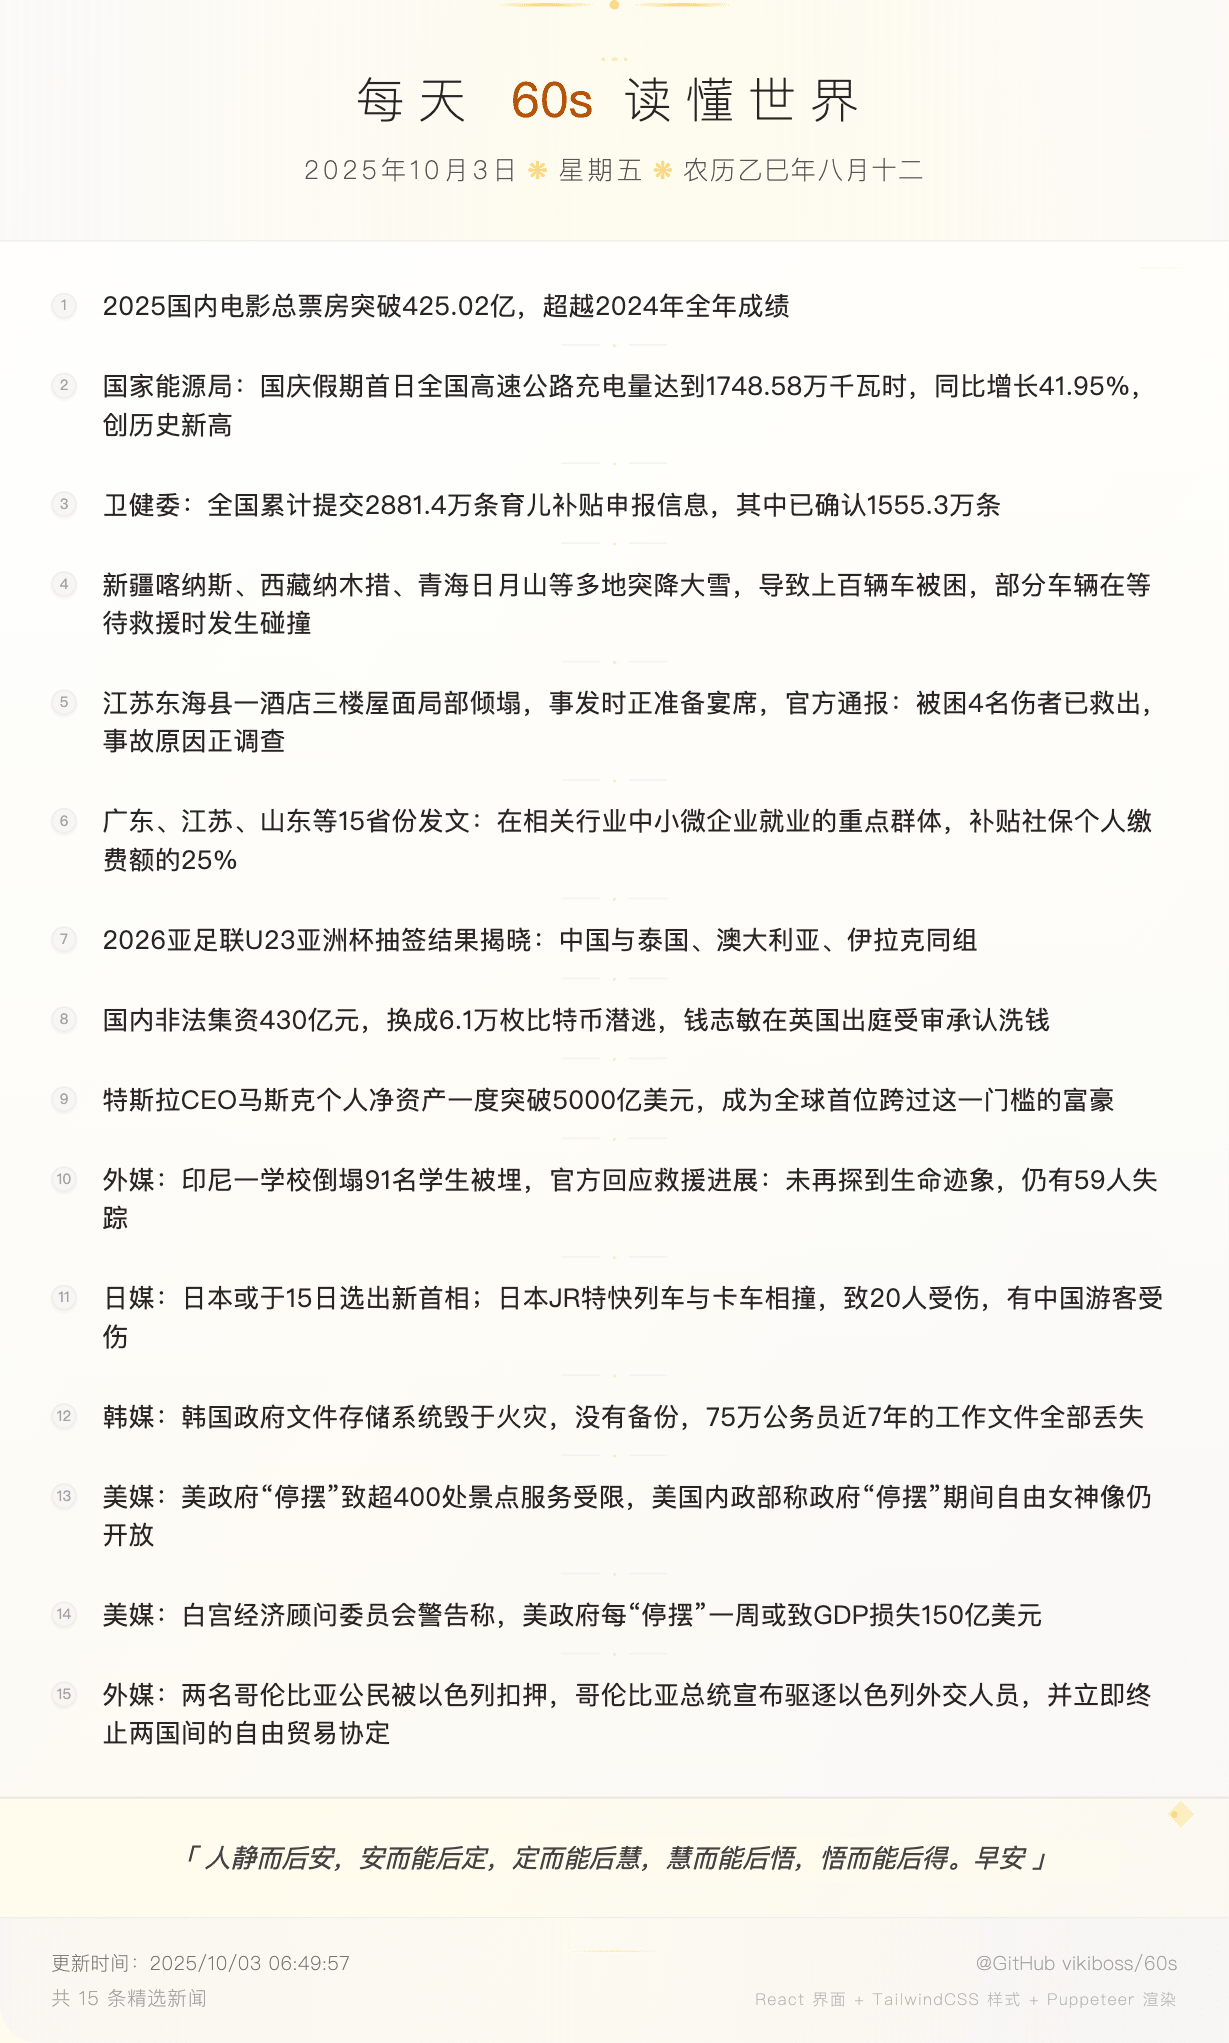 每天 60s 读懂世界
2025年10月3日 ❋ 星期五 ❋ 农历乙巳年八月十二
1 2025国内电影总票房突破425.02亿，超越2024年全年成绩
2 国家能源局：国庆假期首日全国高速公路充电量达到1748.58万千瓦时，同比增长41.95%，
创历史新高
3 卫健委：全国累计提交2881.4万条育儿补贴申报信息，其中已确认1555.3万条
4 新疆喀纳斯、西藏纳木措、青海日月山等多地突降大雪，导致上百辆车被困，部分车辆在等
待救援时发生碰撞
5 江苏东海县一酒店三楼屋面局部倾塌，事发时正准备宴席，官方通报：被困4名伤者已救出，
事故原因正调查
6 广东、江苏、山东等15省份发文：在相关行业中小微企业就业的重点群体，补贴社保个人缴
费额的25%
7 2026亚足联U23亚洲杯抽签结果揭晓：中国与泰国、澳大利亚、伊拉克同组
8 国内非法集资430亿元，换成6.1万枚比特币潜逃，钱志敏在英国出庭受审承认洗钱
9 特斯拉CEO马斯克个人净资产一度突破5000亿美元，成为全球首位跨过这一门槛的富豪
10 外媒：印尼一学校倒塌91名学生被埋，官方回应救援进展：未再探到生命迹象，仍有59人失
踪
11 日媒：日本或于15日选出新首相；日本JR特快列车与卡车相撞，致20人受伤，有中国游客受
伤
12 韩媒：韩国政府文件存储系统毁于火灾，没有备份，75万公务员近7年的工作文件全部丢失
13 美媒：美政府“停摆”致超400处景点服务受限，美国内政部称政府“停摆”期间自由女神像仍
开放
14 美媒：白宫经济顾问委员会警告称，美政府每“停摆”一周或致GDP损失150亿美元
15 外媒：两名哥伦比亚公民被以色列扣押，哥伦比亚总统宣布驱逐以色列外交人员，并立即终
止两国间的自由贸易协定
「 人静而后安，安而能后定，定而能后慧，慧而能后悟，悟而能后得。早安 」
更新时间：2025/10/03 06:49:57
@GitHub vikiboss/60s
共 15 条精选新闻
React 界面 + TailwindCSS 样式 + Puppeteer 渲染